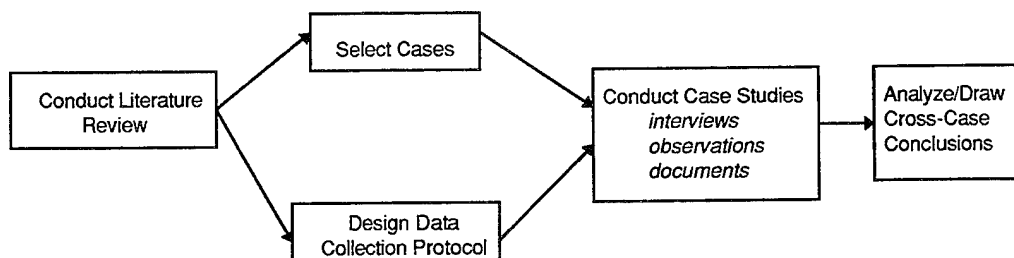 Conduct Literature
Review
Select Cases
Design Data
Collection Protocol
Conduct Case Studies
interviews
observations
documents
Analyze/Draw
Cross-Case
Conclusions